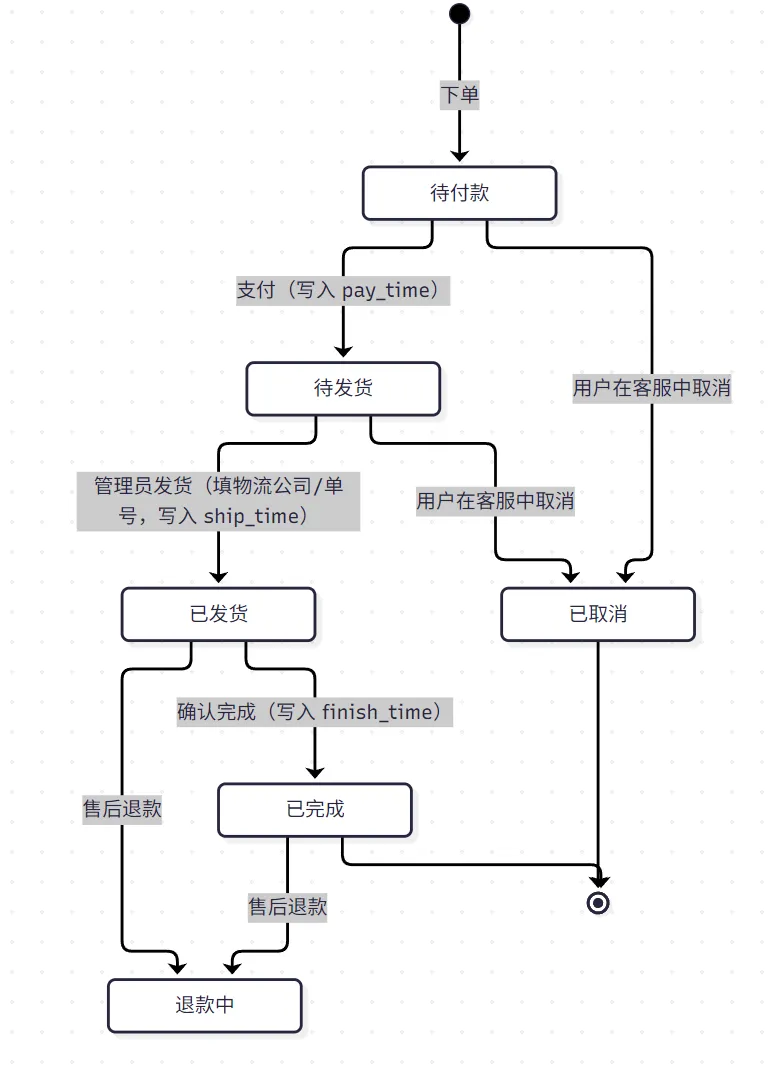 下单
待付款
支付（写入 pay_time）
待发货
用户在客服中取消
管理员发货（填物流公司/单
号，写入 ship_time）
用户在客服中取消
已发货
已取消
确认完成（写入 finish_time）
售后退款
已完成
售后退款
退款中